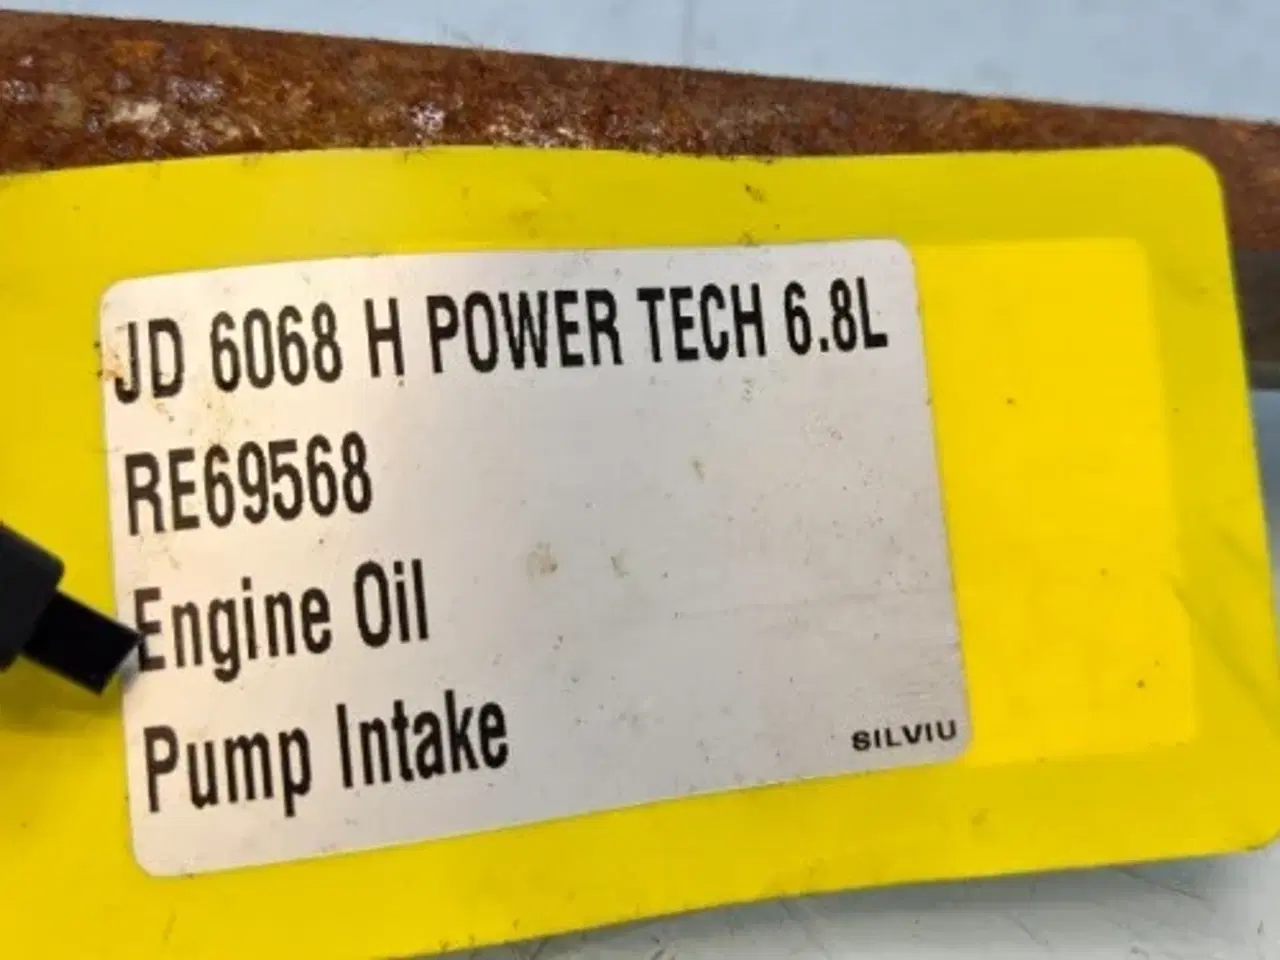 JD 6068 H POWER TECH 6.8L
RE69568
Engine Oil
Pump Intake
SILVIU